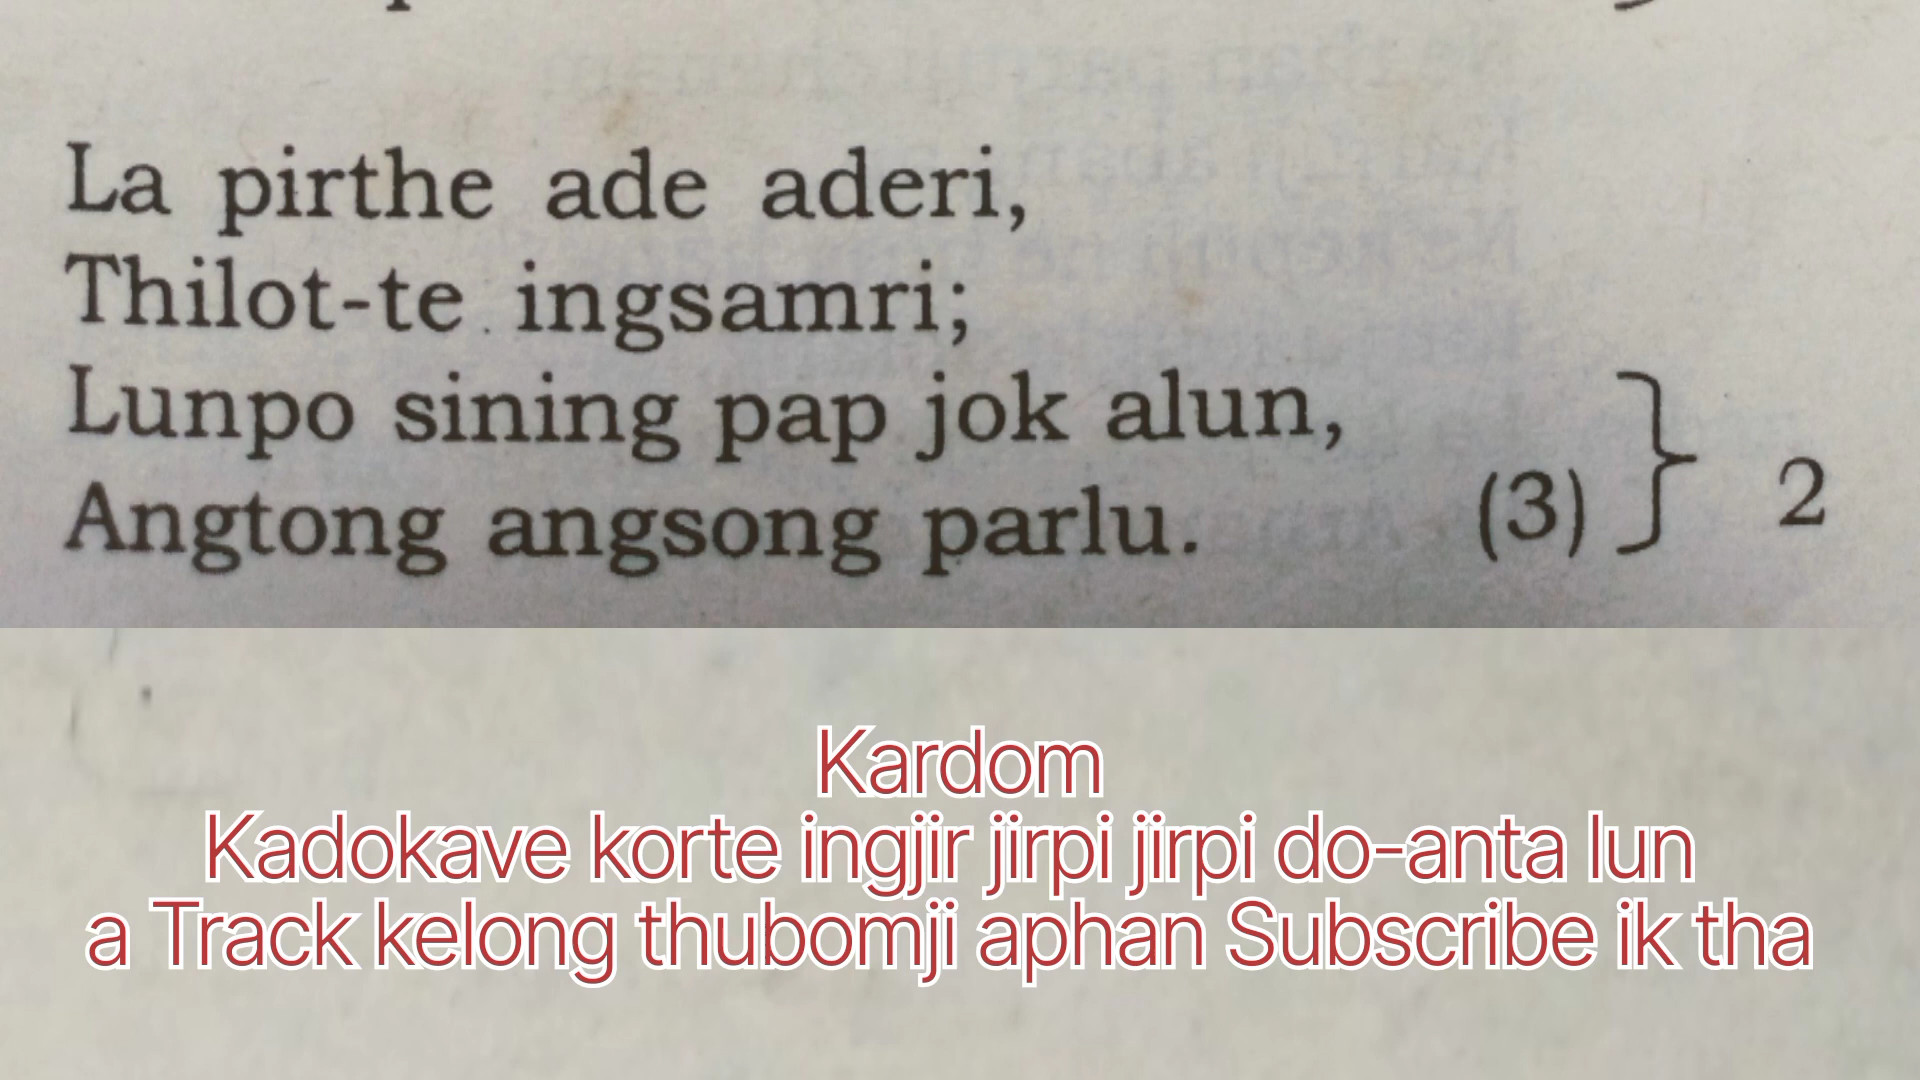 La pirthe ade aderi,
Thilot-te ingsamri;
Lunpo sining pap jok alun,
Angtong angsong parlu. (3) } 2
Kardom
Kadokave korte ingjir jirpi jirpi do-anta lun
a Track kelong thubomji aphan Subscribe ik tha